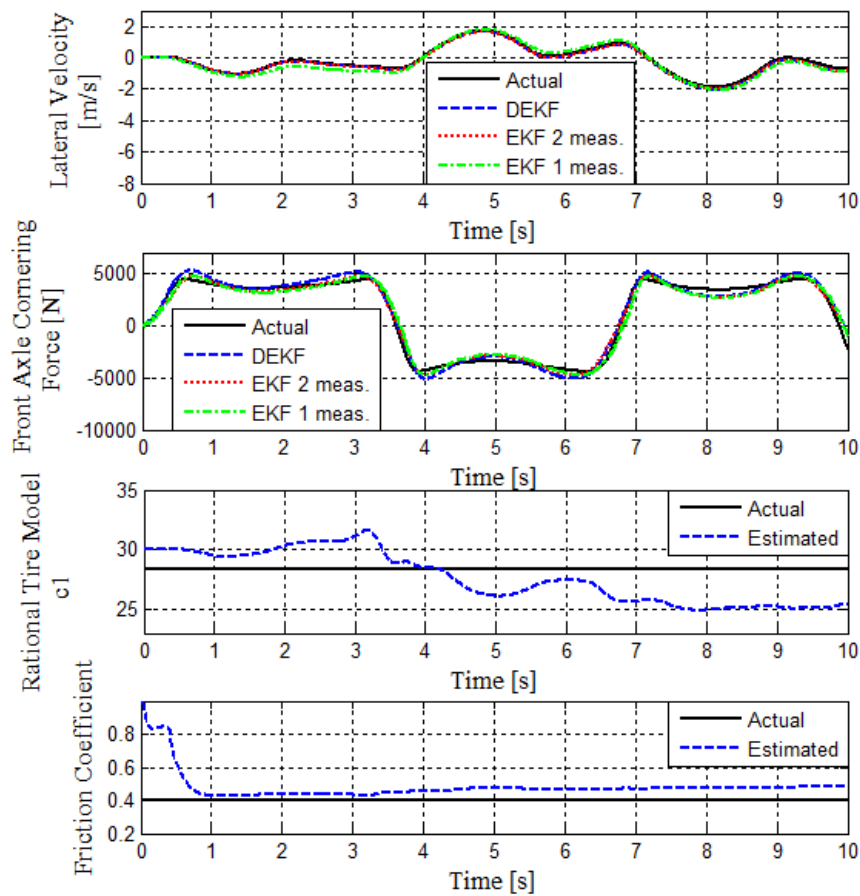 Lateral Velocity
[m/s]
2
0
-2
-4
-6
-8
Actual
DEKF
EKF 2 meas.
EKF 1 meas.
0 1 2 3 4 5 6 7 8 9 10
Time [s]
Front Axle Cornering
Force [N]
5000
0
-5000
-10000
Actual
DEKF
EKF 2 meas.
EKF 1 meas.
0 1 2 3 4 5 6 7 8 9 10
Time [s]
Rational Tire Model
c1
35
30
25
Actual
Estimated
0 1 2 3 4 5 6 7 8 9 10
Time [s]
Friction Coefficient
0.8
0.6
0.4
0.2
Actual
Estimated
0 1 2 3 4 5 6 7 8 9 10
Time [s]